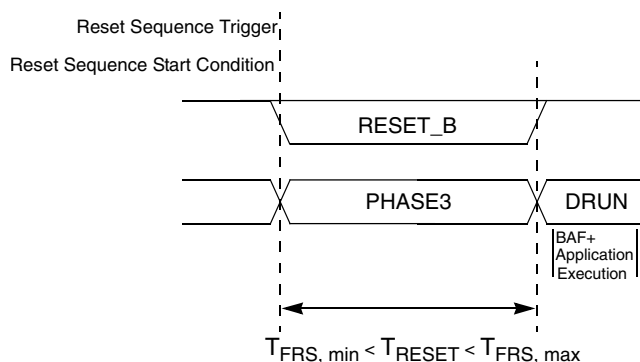 Reset Sequence Trigger
Reset Sequence Start Condition
RESET_B
PHASE3
DRUN
BAF+
Application
Execution
TFRS, min < TRESET < TFRS, max